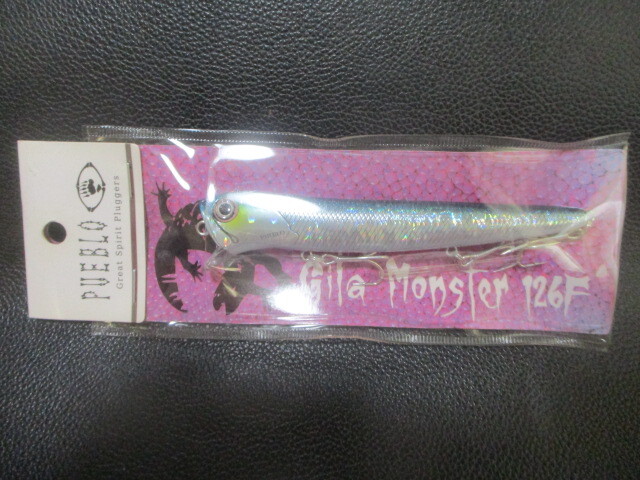 PUEBLO
Great Spirit Pluggers
Gila Monster 126F